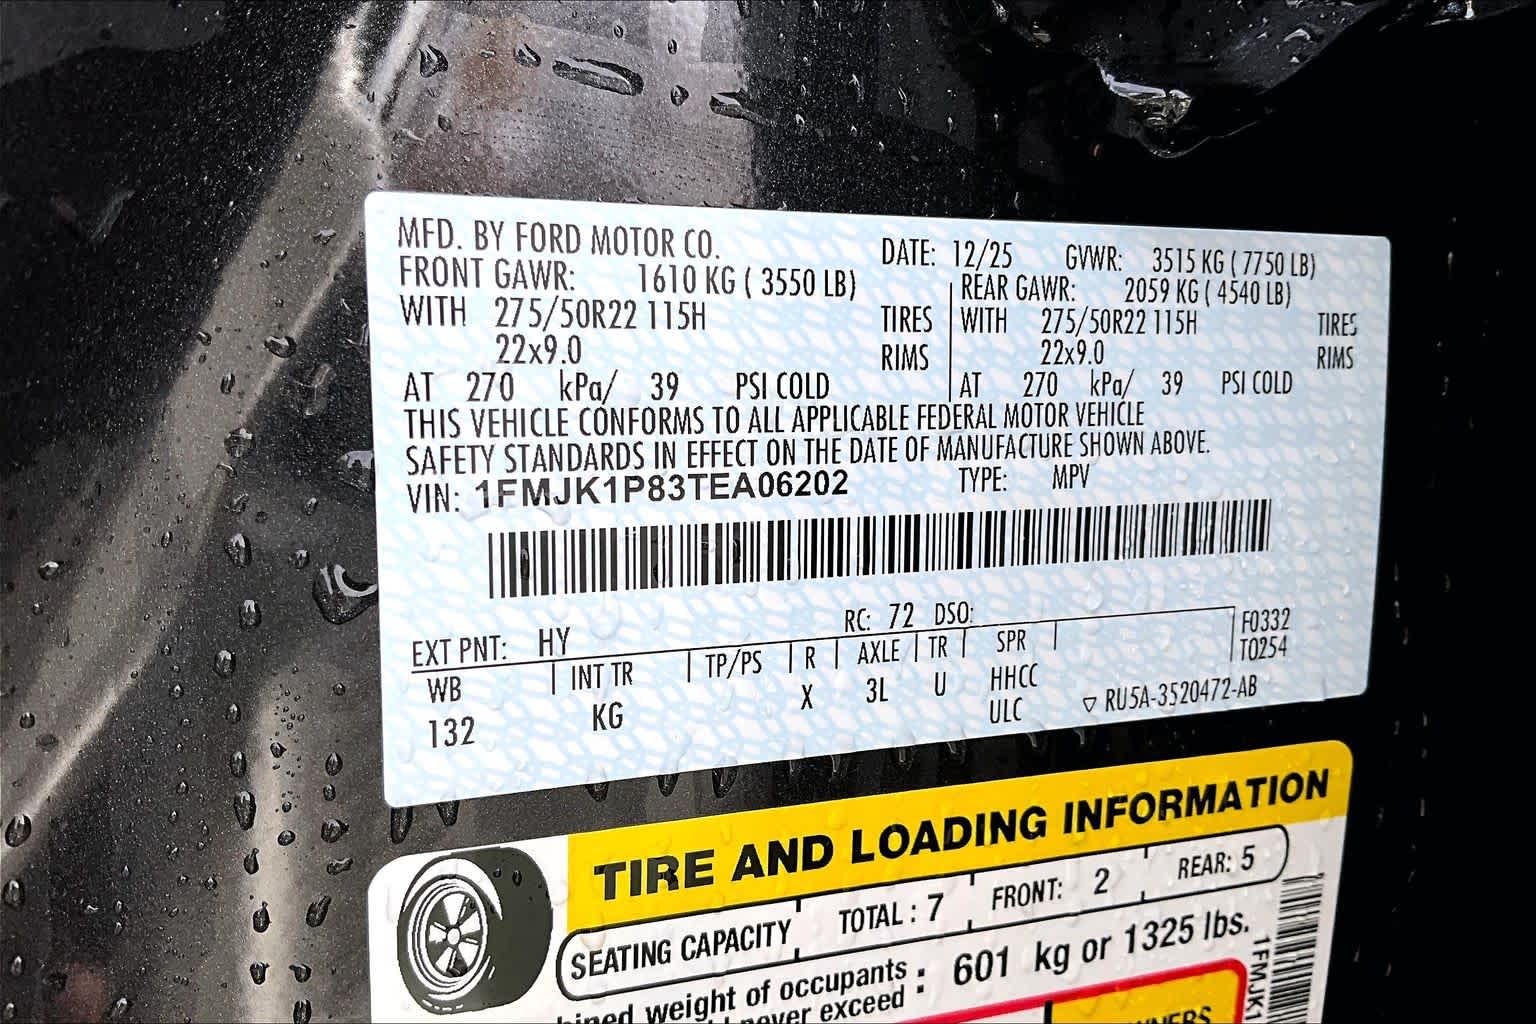 MFD. BY FORD MOTOR CO. DATE: 12/25 GVWR: 3515 KG ( 7750 LB)
FRONT GAWR: 1610 KG ( 3550 LB) REAR GAWR: 2059 KG ( 4540 LB)
WITH 275/50R22 115H TIRES WITH 275/50R22 115H TIRES
22x9.0 RIMS 22x9.0 RIMS
AT 270 kPa/ 39 PSI COLD AT 270 kPa/ 39 PSI COLD
THIS VEHICLE CONFORMS TO ALL APPLICABLE FEDERAL MOTOR VEHICLE
SAFETY STANDARDS IN EFFECT ON THE DATE OF MANUFACTURE SHOWN ABOVE.
VIN: 1FMJK1P83TEA06202 TYPE: MPV
EXT PNT: HY RC: 72 DSO: F0332
WB INT TR TP/PS R AXLE TR SPR T0254
132 KG X 3L U HHCC
ULC ▽ RU5A-3520472-AB
TIRE AND LOADING INFORMATION
SEATING CAPACITY TOTAL : 7 FRONT: 2 REAR: 5
weight of occupants : 601 kg or 1325 lbs.
never exceed
1FMJK1